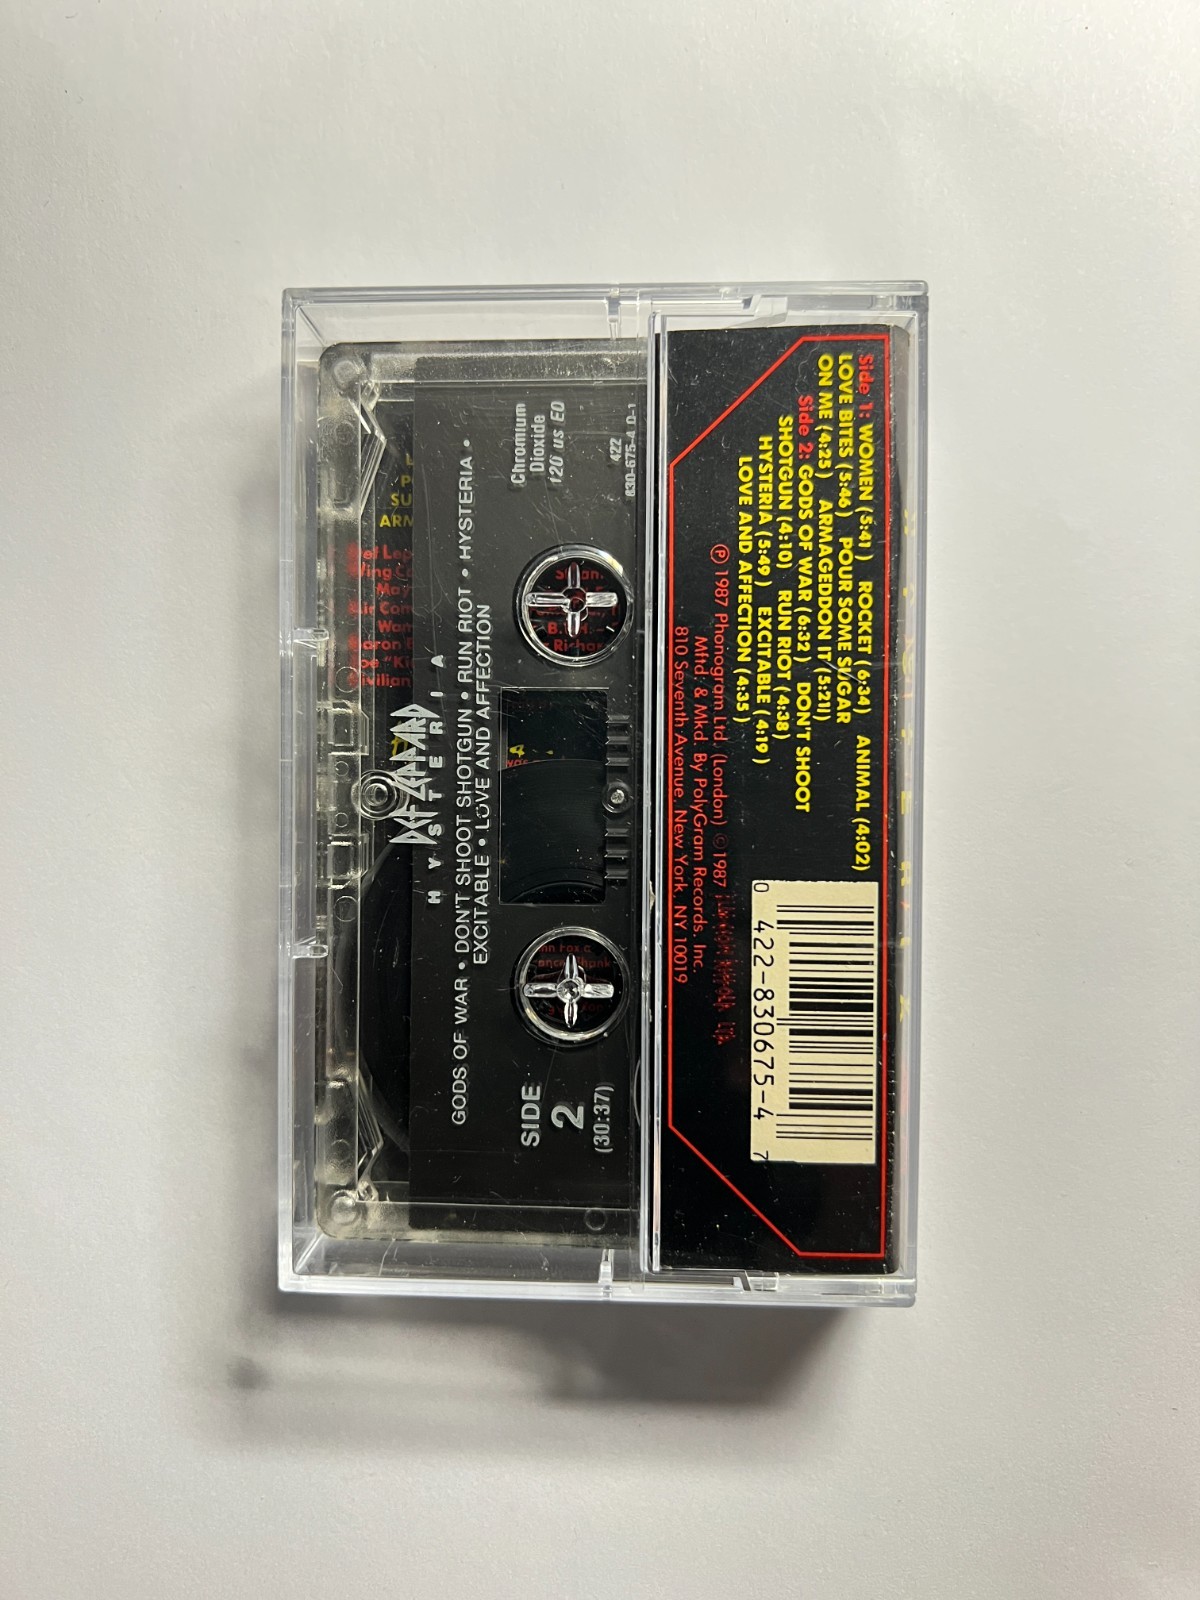 Side 1: WOMEN (5:41) ROCKET (6:34) ANIMAL (4:02)
LOVE BITES (5:46) POUR SOME SUGAR
ON ME (4:25) ARMAGEDDON IT (5:21)
Side 2: GODS OF WAR (6:32) DON'T SHOOT
SHOTGUN (4:10) RUN RIOT (4:38)
HYSTERIA (5:49) EXCITABLE (4:19)
LOVE AND AFFECTION (4:35)
℗ 1987 Phonogram Ltd. (London) © 1987
Mftd. & Mkd. By PolyGram Records, Inc.
810 Seventh Avenue, New York, NY 10019
0 422-830675-4 7
DEF LEPPARD
HYSTERIA
GODS OF WAR • DON'T SHOOT SHOTGUN • RUN RIOT • HYSTERIA •
EXCITABLE • LOVE AND AFFECTION
SIDE
2
(30:37)
Chromium
Dioxide
120 us EQ
422